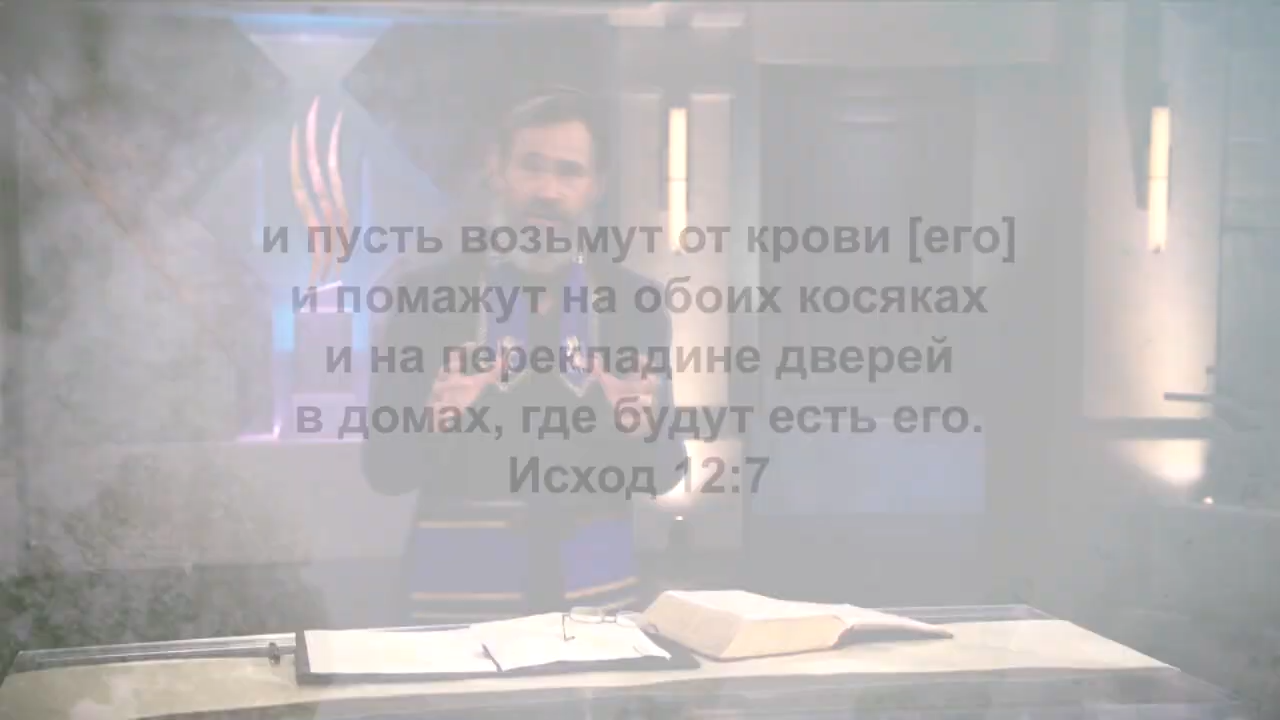 и пусть возьмут от крови [его]
и помажут на обоих косяках
и на перекладине дверей
в домах, где будут есть его.
Исход 12:7